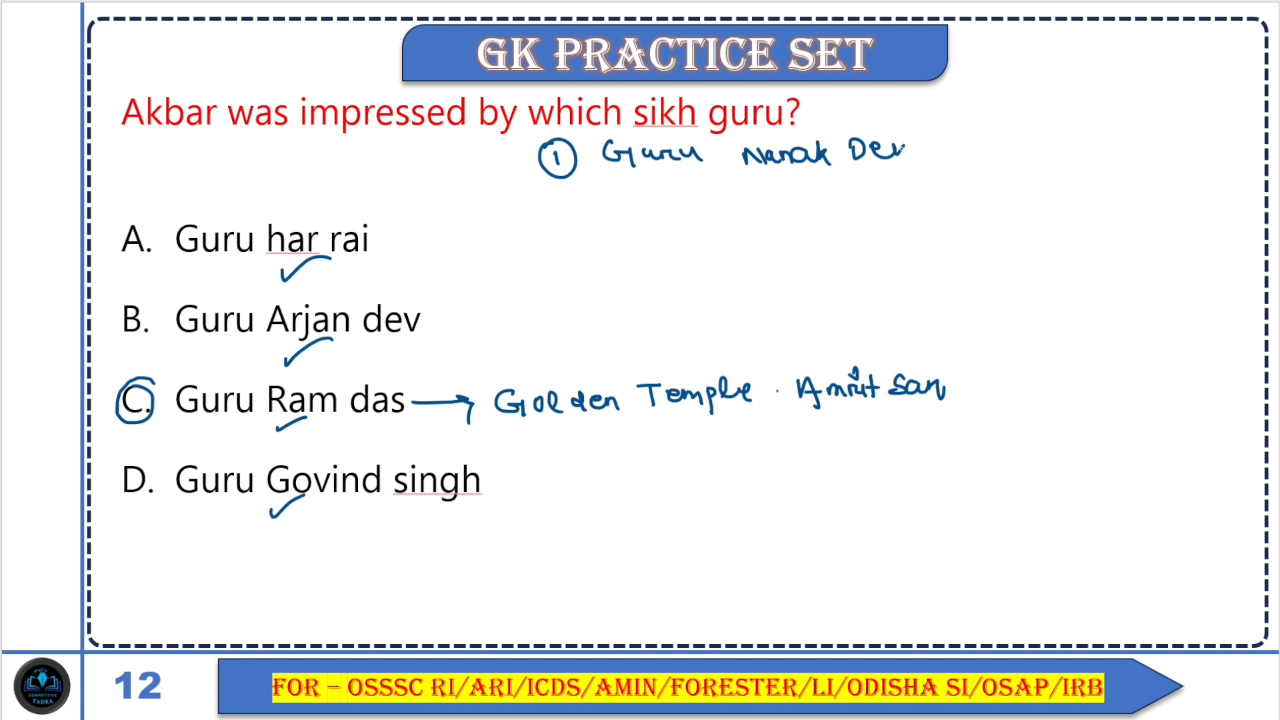 GK PRACTICE SET
Akbar was impressed by which sikh guru?
① Guru Nanak Dev
A. Guru har rai
B. Guru Arjan dev
C. Guru Ram das → Golden Temple . Amritsar
D. Guru Govind singh
COMPETITIVE TADKA
12
FOR – OSSSC RI/ARI/ICDS/AMIN/FORESTER/LI/ODISHA SI/OSAP/IRB